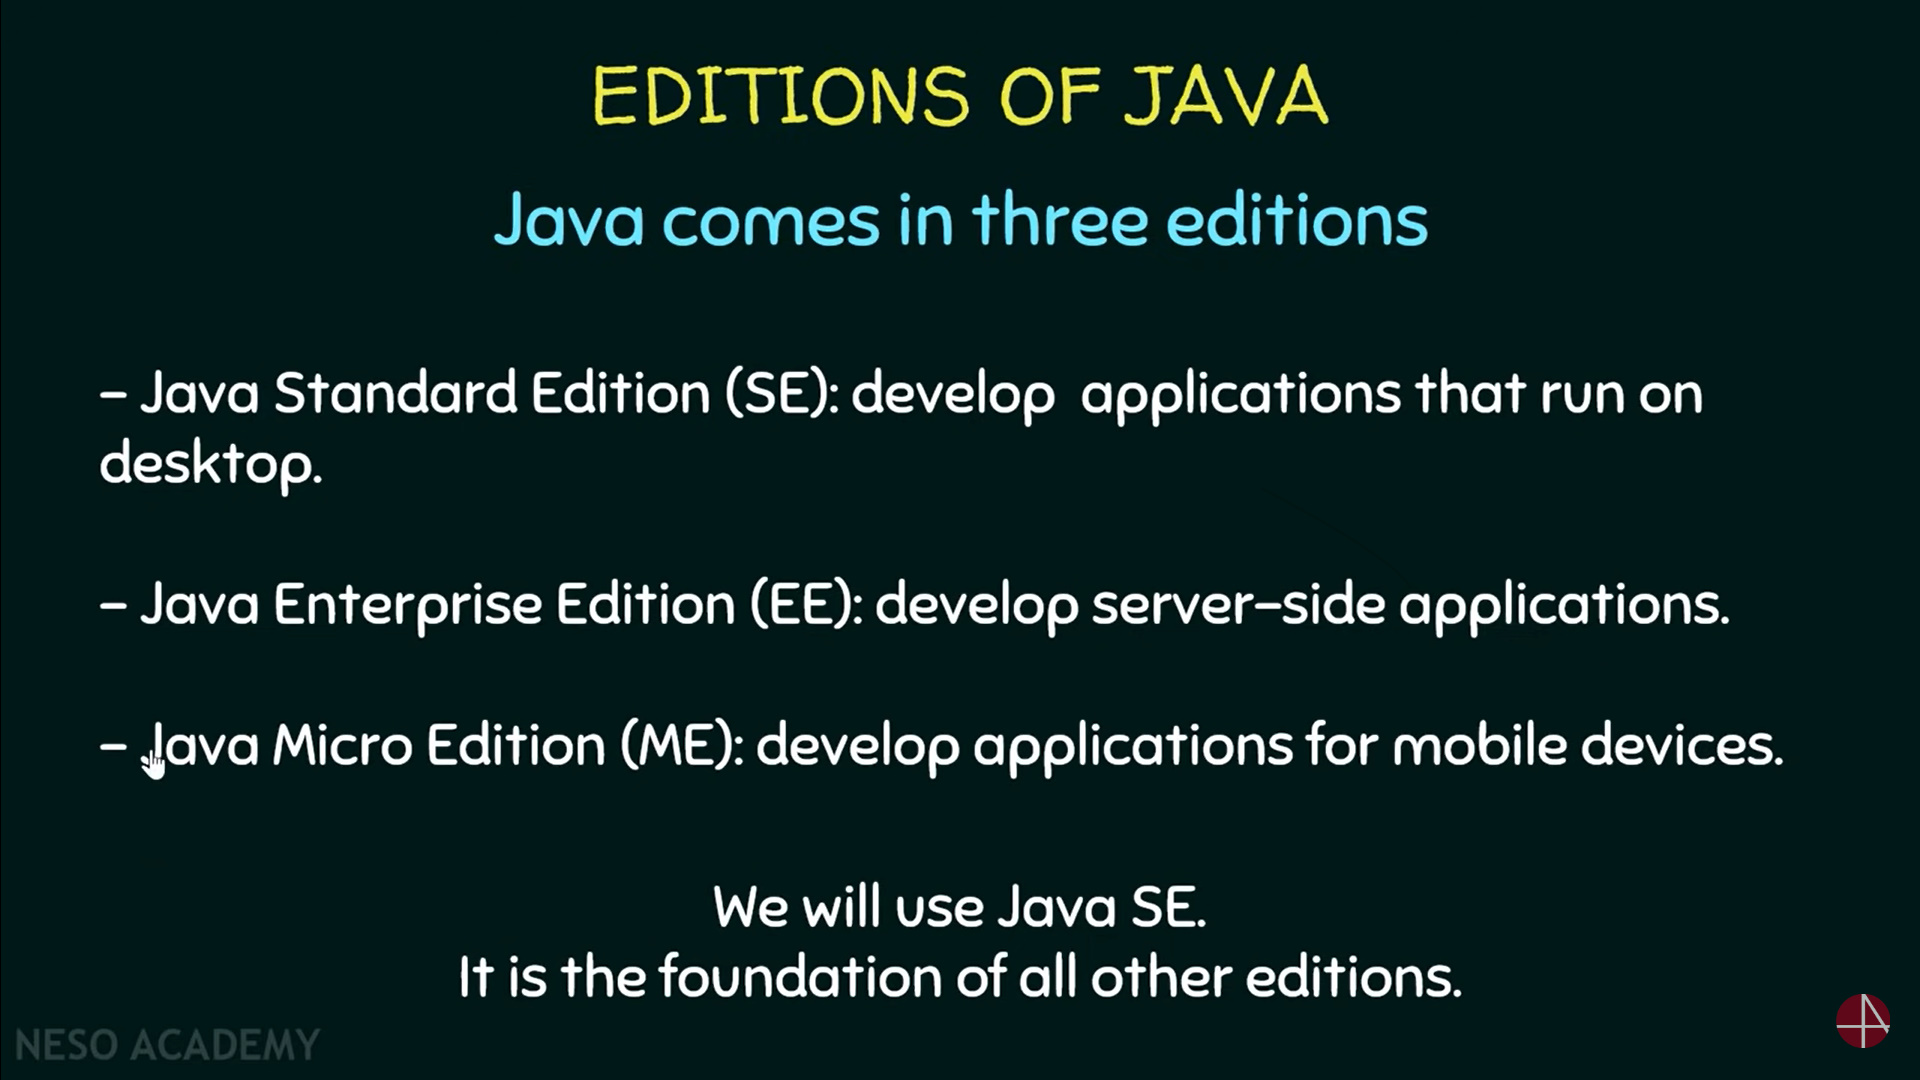 EDITIONS OF JAVA
Java comes in three editions
- Java Standard Edition (SE): develop  applications that run on
desktop.
- Java Enterprise Edition (EE): develop server-side applications.
- Java Micro Edition (ME): develop applications for mobile devices.
We will use Java SE.
It is the foundation of all other editions.
NESO ACADEMY